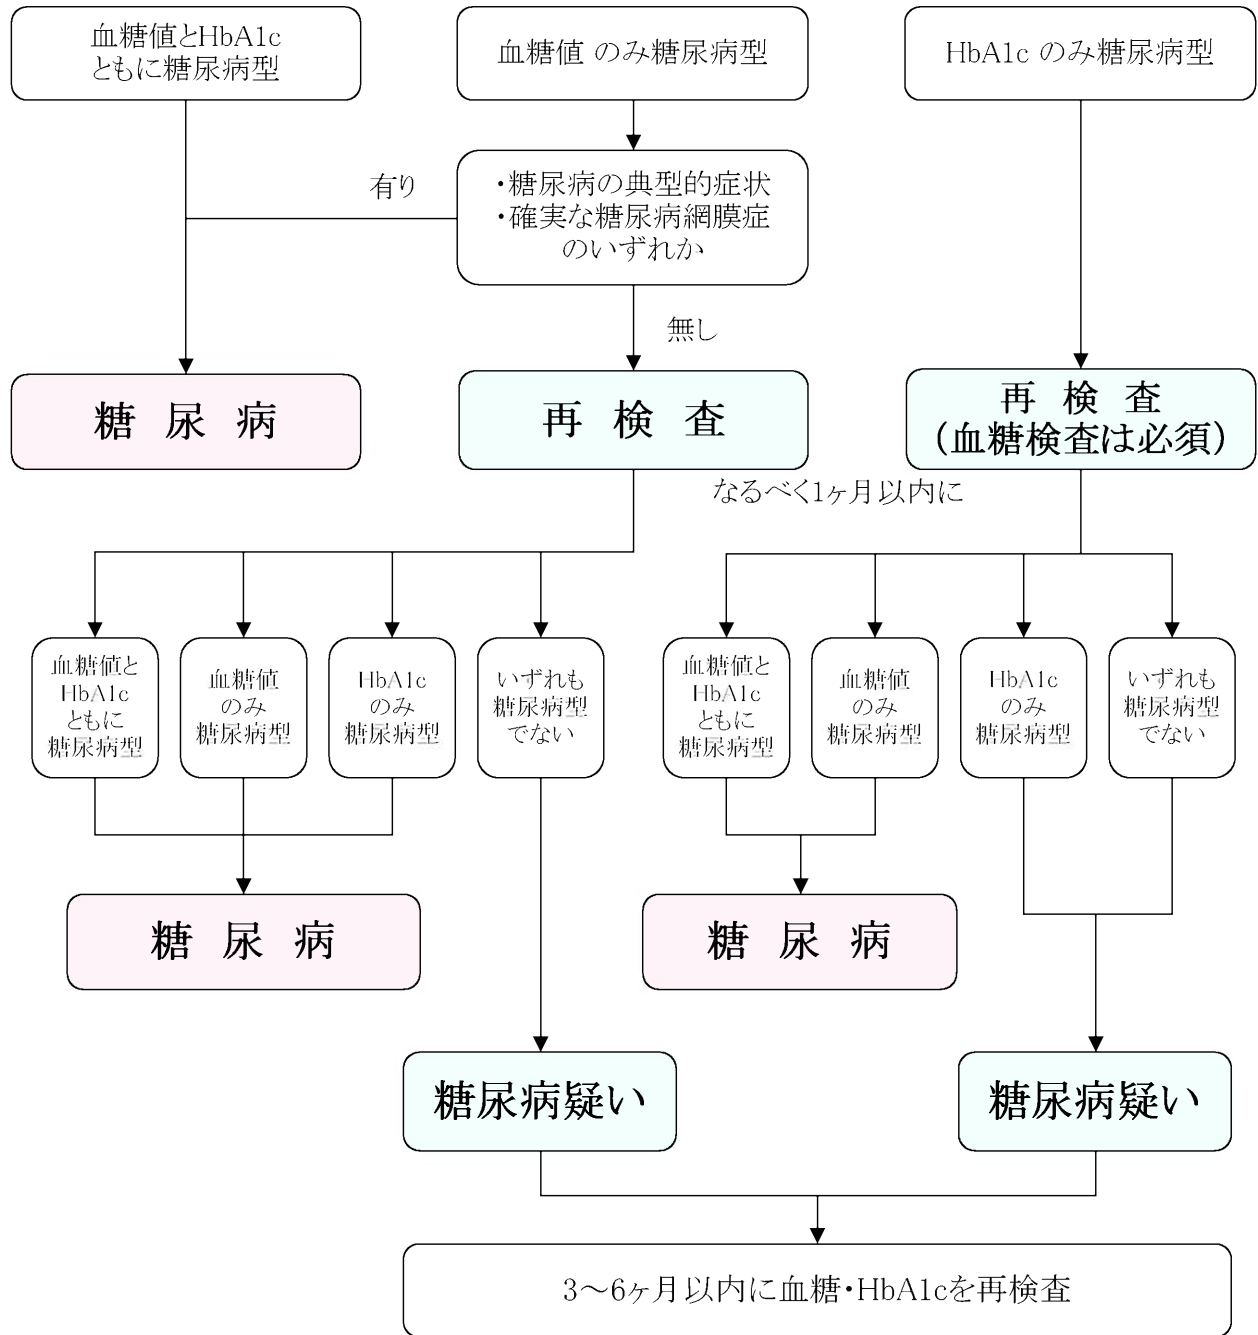 血糖値とHbA1c
ともに糖尿病型
血糖値 のみ糖尿病型
HbA1c のみ糖尿病型
有り
・糖尿病の典型的症状
・確実な糖尿病網膜症
のいずれか
無し
糖 尿 病
再 検 査
再 検 査
(血糖検査は必須)
なるべく1ヶ月以内に
血糖値と
HbA1c
ともに
糖尿病型
血糖値
のみ
糖尿病型
HbA1c
のみ
糖尿病型
いずれも
糖尿病型
でない
血糖値と
HbA1c
ともに
糖尿病型
血糖値
のみ
糖尿病型
HbA1c
のみ
糖尿病型
いずれも
糖尿病型
でない
糖 尿 病
糖 尿 病
糖尿病疑い
糖尿病疑い
3〜6ヶ月以内に血糖・HbA1cを再検査